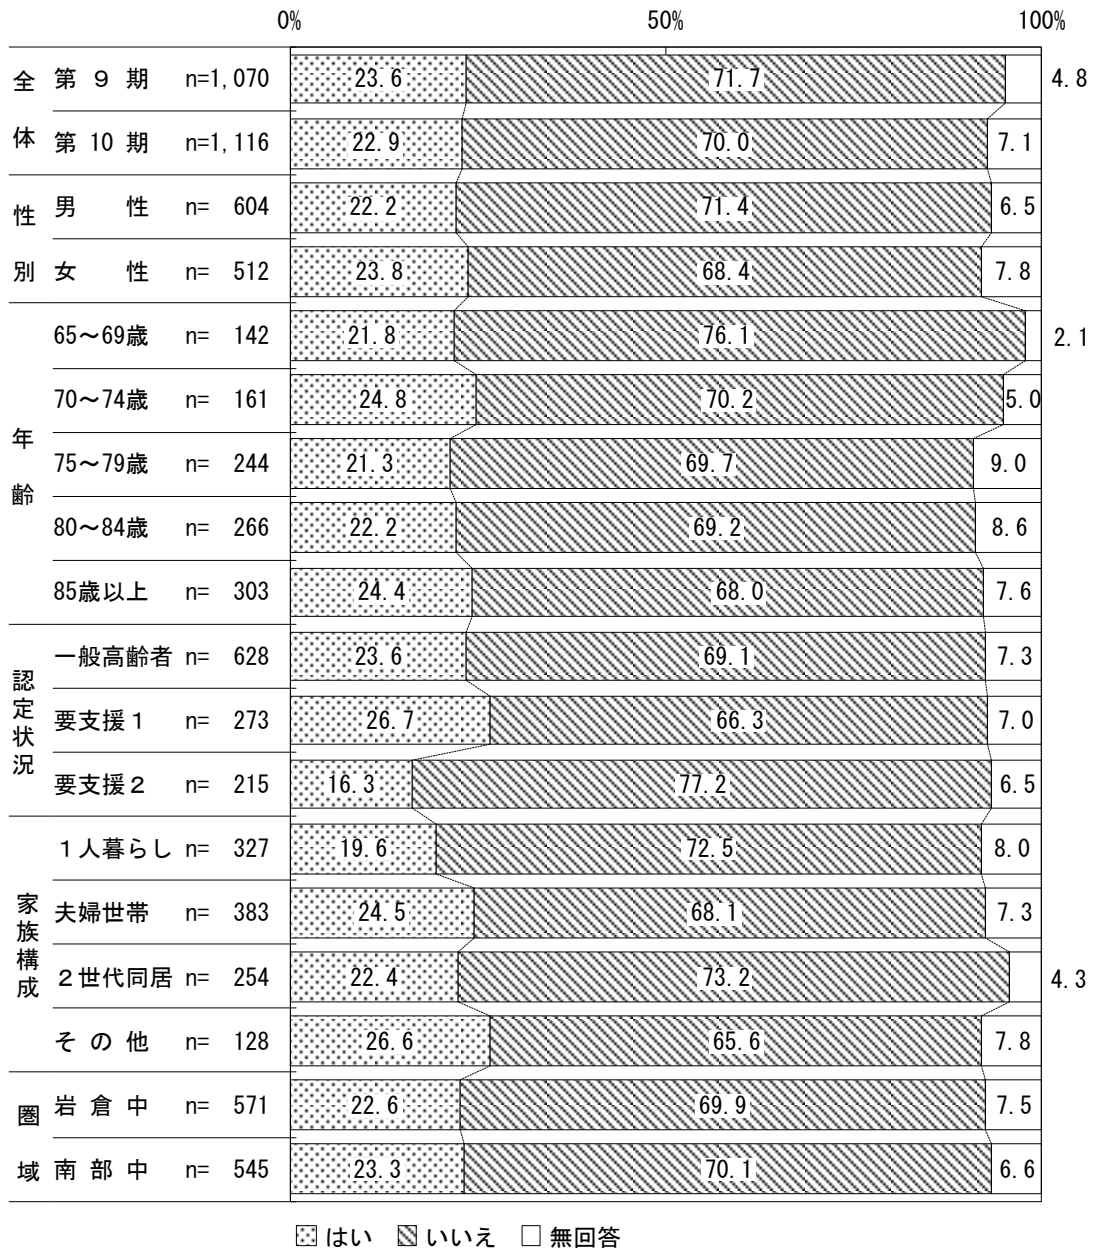 0% 50% 100%
全体
第９期 n=1,070 23.6 71.7 4.8
第10期 n=1,116 22.9 70.0 7.1
性別
男性 n= 604 22.2 71.4 6.5
女性 n= 512 23.8 68.4 7.8
年齢
65～69歳 n= 142 21.8 76.1 2.1
70～74歳 n= 161 24.8 70.2 5.0
75～79歳 n= 244 21.3 69.7 9.0
80～84歳 n= 266 22.2 69.2 8.6
85歳以上 n= 303 24.4 68.0 7.6
認定状況
一般高齢者 n= 628 23.6 69.1 7.3
要支援１ n= 273 26.7 66.3 7.0
要支援２ n= 215 16.3 77.2 6.5
家族構成
１人暮らし n= 327 19.6 72.5 8.0
夫婦世帯 n= 383 24.5 68.1 7.3
２世代同居 n= 254 22.4 73.2 4.3
その他 n= 128 26.6 65.6 7.8
圏域
岩倉中 n= 571 22.6 69.9 7.5
南部中 n= 545 23.3 70.1 6.6
はい いいえ 無回答